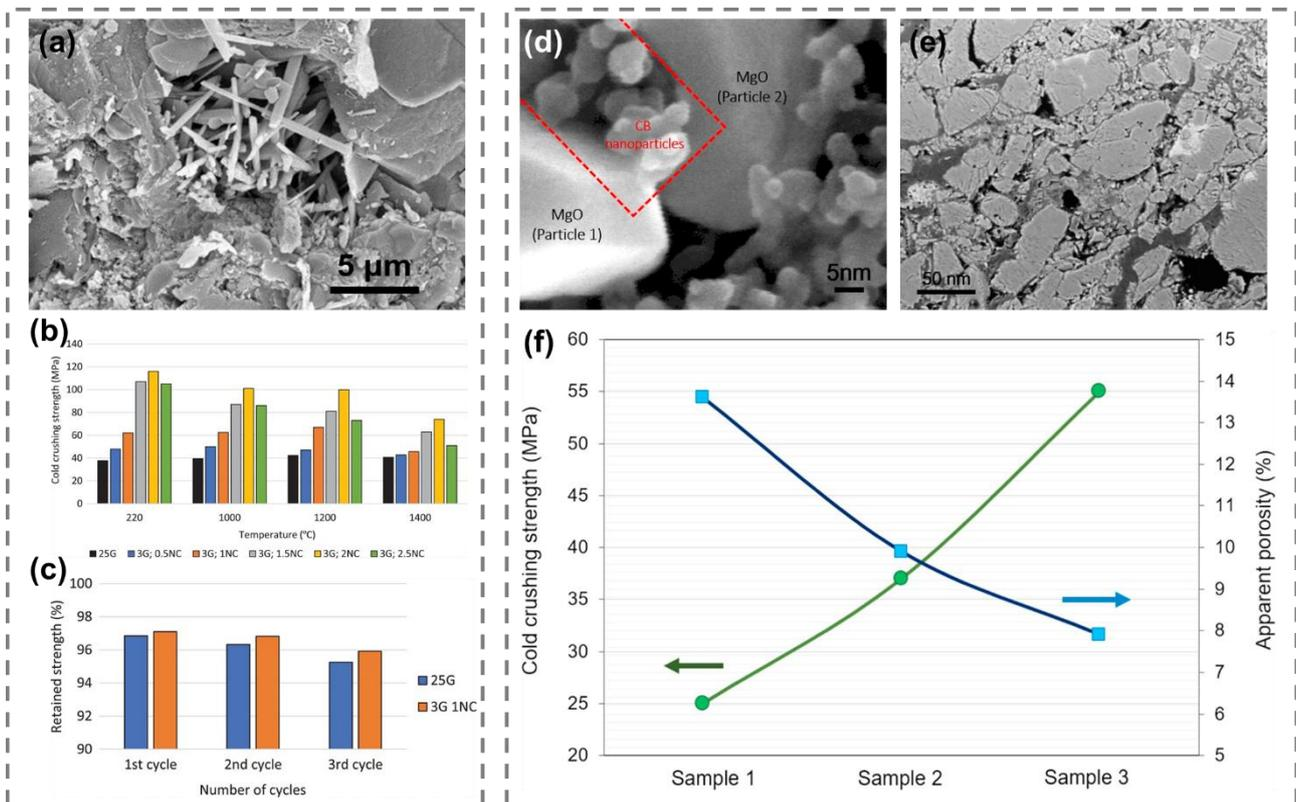 (a)
5 µm
(b)
Cold crushing strength (MPa)
140
120
100
80
60
40
20
0
220 1000 1200 1400
Temperature (°C)
25G 3G; 0.5NC 3G; 1NC 3G; 1.5NC 3G; 2NC 3G; 2.5NC
(c)
Retained strength (%)
100
98
96
94
92
90
1st cycle 2nd cycle 3rd cycle
Number of cycles
25G
3G 1NC
(d)
MgO
(Particle 2)
CB
nanoparticles
MgO
(Particle 1)
5nm
(e)
50 nm
(f)
Cold crushing strength (MPa)
60
55
50
45
40
35
30
25
20
15
14
13
12
11
10
9
8
7
6
5
Apparent porosity (%)
Sample 1 Sample 2 Sample 3